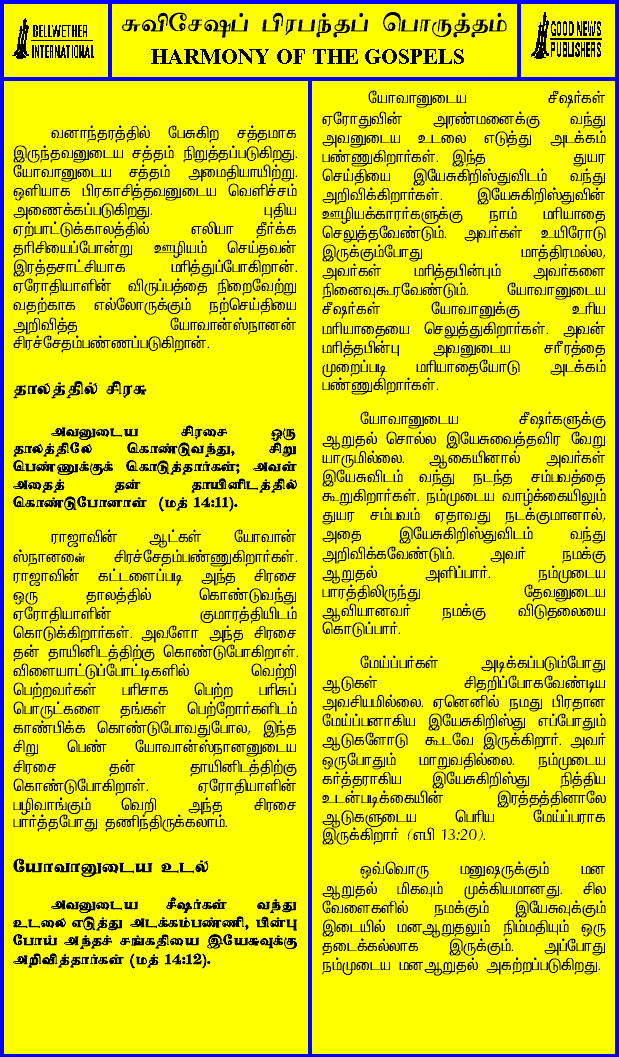 BELLWETHER
INTERNATIONAL
சுவிசேஷப் பிரபந்தப் பொருத்தம்
HARMONY OF THE GOSPELS
GOOD NEWS
PUBLISHERS
வனாந்தரத்தில் பேசுகிற சத்தமாக
இருந்தவனுடைய சத்தம் நிறுத்தப்படுகிறது.
யோவானுடைய சத்தம் அமைதியாயிற்று.
ஒளியாக பிரகாசித்தவனுடைய வெளிச்சம்
அணைக்கப்படுகிறது. புதிய
ஏற்பாட்டுக்காலத்தில் எலியா தீர்க்க
தரிசியைப்போன்று ஊழியம் செய்தவன்
இரத்தசாட்சியாக மரித்துப்போகிறான்.
ஏரோதியாளின் விருப்பத்தை நிறைவேற்று
வதற்காக எல்லோருக்கும் நற்செய்தியை
அறிவித்த யோவான்ஸ்நானன்
சிரச்சேதம்பண்ணப்படுகிறான்.
தாலத்தில் சிரசு
அவனுடைய சிரசை ஒரு
தாலத்திலே கொண்டுவந்து, சிறு
பெண்ணுக்குக் கொடுத்தார்கள்; அவள்
அதைத் தன் தாயினிடத்தில்
கொண்டுபோனாள் (மத் 14:11).
ராஜாவின் ஆட்கள் யோவான்
ஸ்நானனை சிரச்சேதம்பண்ணுகிறார்கள்.
ராஜாவின் கட்டளைப்படி அந்த சிரசை
ஒரு தாலத்தில் கொண்டுவந்து
ஏரோதியாளின் குமாரத்தியிடம்
கொடுக்கிறார்கள். அவளோ அந்த சிரசை
தன் தாயினிடத்திற்கு கொண்டுபோகிறாள்.
விளையாட்டுப்போட்டிகளில் வெற்றி
பெற்றவர்கள் பரிசாக பெற்ற பரிசுப்
பொருட்களை தங்கள் பெற்றோர்களிடம்
காண்பிக்க கொண்டுபோவதுபோல, இந்த
சிறு பெண் யோவான்ஸ்நானனுடைய
சிரசை தன் தாயினிடத்திற்கு
கொண்டுபோகிறாள். ஏரோதியாளின்
பழிவாங்கும் வெறி அந்த சிரசை
பார்த்தபோது தணிந்திருக்கலாம்.
யோவானுடைய உடல்
அவனுடைய சீஷர்கள் வந்து
உடலை எடுத்து அடக்கம்பண்ணி, பின்பு
போய் அந்தச் சங்கதியை இயேசுவுக்கு
அறிவித்தார்கள் (மத் 14:12).
யோவானுடைய சீஷர்கள்
ஏரோதுவின் அரண்மனைக்கு வந்து
அவனுடைய உடலை எடுத்து அடக்கம்
பண்ணுகிறார்கள். இந்த துயர
செய்தியை இயேசுகிறிஸ்துவிடம் வந்து
அறிவிக்கிறார்கள். இயேசுகிறிஸ்துவின்
ஊழியக்காரர்களுக்கு நாம் மரியாதை
செலுத்தவேண்டும். அவர்கள் உயிரோடு
இருக்கும்போது மாத்திரமல்ல,
அவர்கள் மரித்தபின்பும் அவர்களை
நினைவுகூரவேண்டும். யோவானுடைய
சீஷர்கள் யோவானுக்கு உரிய
மரியாதையை செலுத்துகிறார்கள். அவன்
மரித்தபின்பு அவனுடைய சரீரத்தை
முறைப்படி மரியாதையோடு அடக்கம்
பண்ணுகிறார்கள்.
யோவானுடைய சீஷர்களுக்கு
ஆறுதல் சொல்ல இயேசுவைத்தவிர வேறு
யாருமில்லை. ஆகையினால் அவர்கள்
இயேசுவிடம் வந்து நடந்த சம்பவத்தை
கூறுகிறார்கள். நம்முடைய வாழ்க்கையிலும்
துயர சம்பவம் ஏதாவது நடக்குமானால்,
அதை இயேசுகிறிஸ்துவிடம் வந்து
அறிவிக்கவேண்டும். அவர் நமக்கு
ஆறுதல் அளிப்பார். நம்முடைய
பாரத்திலிருந்து தேவனுடைய
ஆவியானவர் நமக்கு விடுதலையை
கொடுப்பார்.
மேய்ப்பர்கள் அடிக்கப்படும்போது
ஆடுகள் சிதறிப்போகவேண்டிய
அவசியமில்லை. ஏனெனில் நமது பிரதான
மேய்ப்பனாகிய இயேசுகிறிஸ்து எப்போதும்
ஆடுகளோடு கூடவே இருக்கிறார். அவர்
ஒருபோதும் மாறுவதில்லை. நம்முடைய
கர்த்தராகிய இயேசுகிறிஸ்து நித்திய
உடன்படிக்கையின் இரத்தத்தினாலே
ஆடுகளுடைய பெரிய மேய்ப்பராக
இருக்கிறார் (எபி 13:20).
ஒவ்வொரு மனுஷருக்கும் மன
ஆறுதல் மிகவும் முக்கியமானது. சில
வேளைகளில் நமக்கும் இயேசுவுக்கும்
இடையில் மனஆறுதலும் நிம்மதியும் ஒரு
தடைக்கல்லாக இருக்கும். அப்போது
நம்முடைய மனஆறுதல் அகற்றப்படுகிறது.